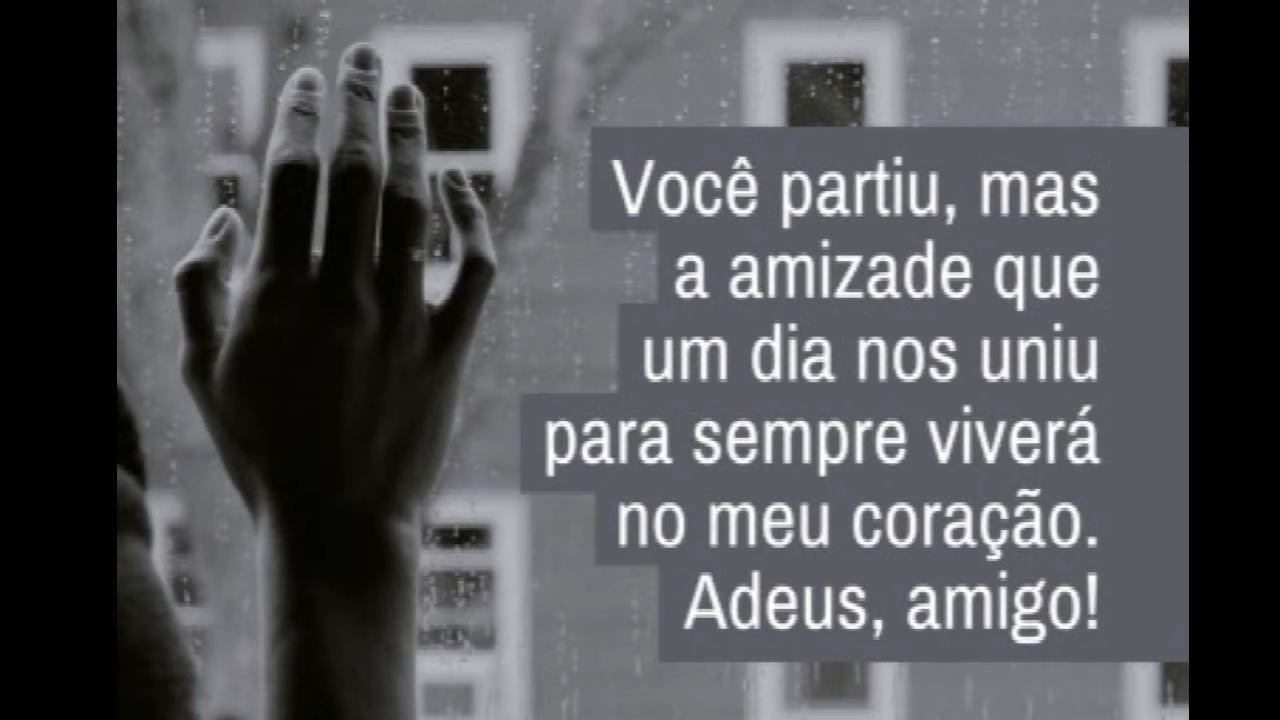 Você partiu, mas
a amizade que
um dia nos uniu
para sempre viverá
no meu coração.
Adeus, amigo!